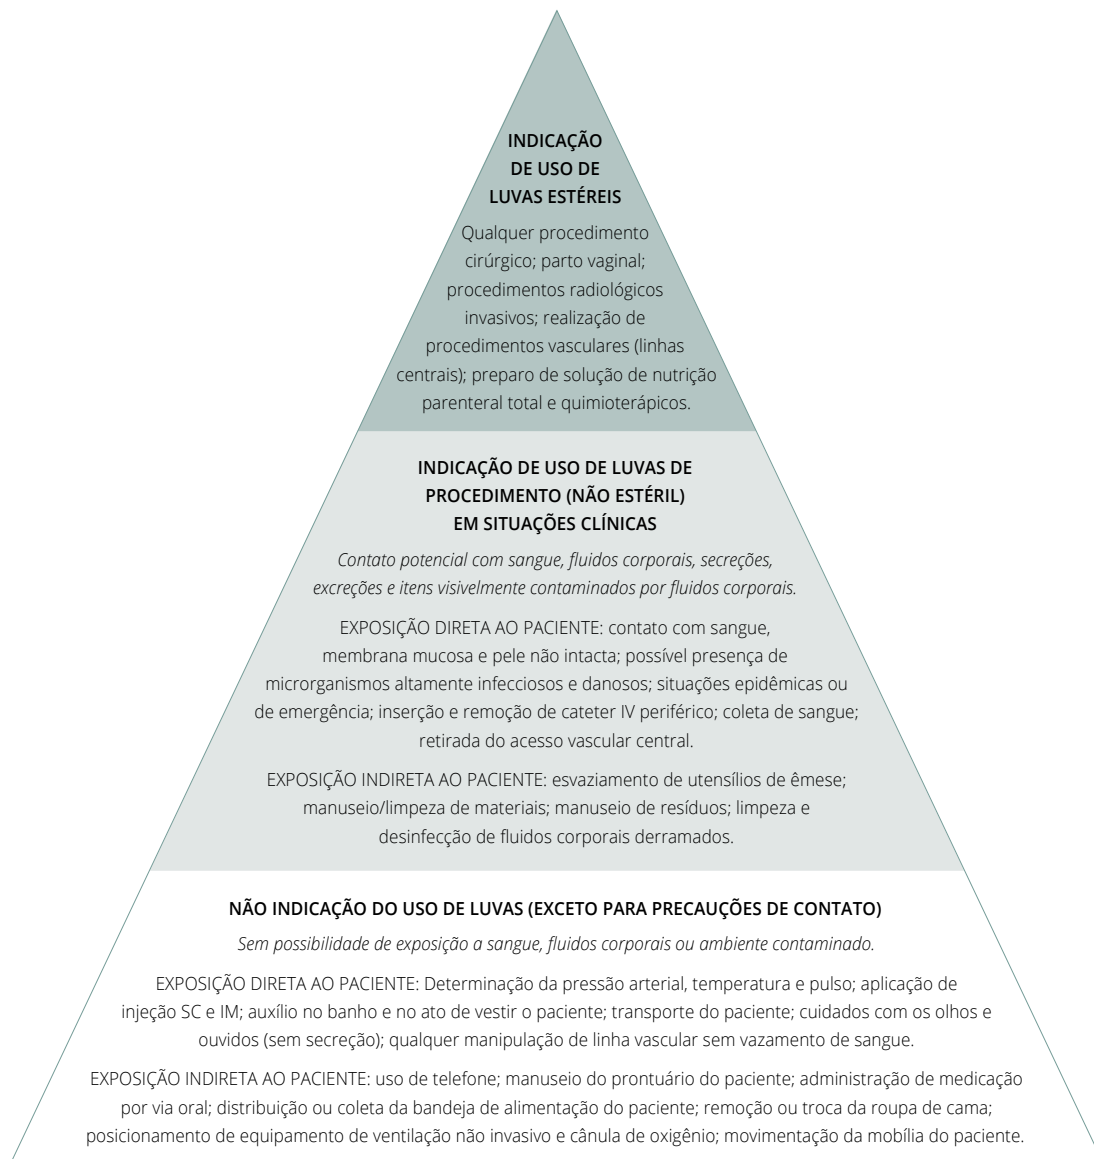 INDICAÇÃO
DE USO DE
LUVAS ESTÉREIS
Qualquer procedimento
cirúrgico; parto vaginal;
procedimentos radiológicos
invasivos; realização de
procedimentos vasculares (linhas
centrais); preparo de solução de nutrição
parenteral total e quimioterápicos.
INDICAÇÃO DE USO DE LUVAS DE
PROCEDIMENTO (NÃO ESTÉRIL)
EM SITUAÇÕES CLÍNICAS
Contato potencial com sangue, fluidos corporais, secreções,
excreções e itens visivelmente contaminados por fluidos corporais.
EXPOSIÇÃO DIRETA AO PACIENTE: contato com sangue,
membrana mucosa e pele não intacta; possível presença de
microrganismos altamente infecciosos e danosos; situações epidêmicas ou
de emergência; inserção e remoção de cateter IV periférico; coleta de sangue;
retirada do acesso vascular central.
EXPOSIÇÃO INDIRETA AO PACIENTE: esvaziamento de utensílios de êmese;
manuseio/limpeza de materiais; manuseio de resíduos; limpeza e
desinfecção de fluidos corporais derramados.
NÃO INDICAÇÃO DO USO DE LUVAS (EXCETO PARA PRECAUÇÕES DE CONTATO)
Sem possibilidade de exposição a sangue, fluidos corporais ou ambiente contaminado.
EXPOSIÇÃO DIRETA AO PACIENTE: Determinação da pressão arterial, temperatura e pulso; aplicação de
injeção SC e IM; auxílio no banho e no ato de vestir o paciente; transporte do paciente; cuidados com os olhos e
ouvidos (sem secreção); qualquer manipulação de linha vascular sem vazamento de sangue.
EXPOSIÇÃO INDIRETA AO PACIENTE: uso de telefone; manuseio do prontuário do paciente; administração de medicação
por via oral; distribuição ou coleta da bandeja de alimentação do paciente; remoção ou troca da roupa de cama;
posicionamento de equipamento de ventilação não invasivo e cânula de oxigênio; movimentação da mobília do paciente.